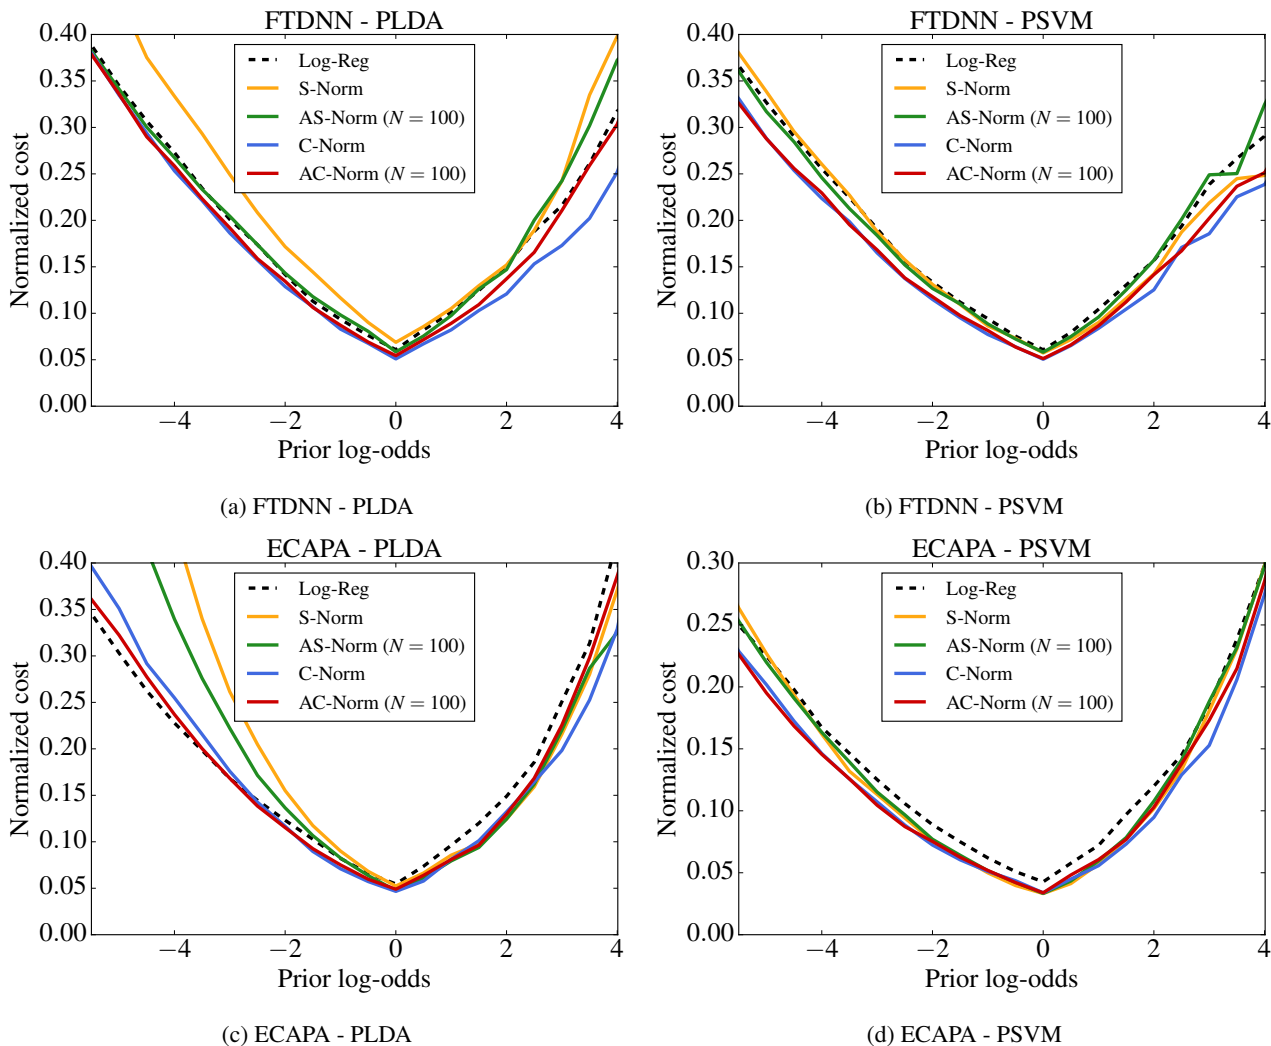 FTDNN - PLDA
0.40
0.35
0.30
0.25
0.20
0.15
0.10
0.05
0.00
Normalized cost
Log-Reg
S-Norm
AS-Norm (N = 100)
C-Norm
AC-Norm (N = 100)
−4 −2 0 2 4
Prior log-odds
(a) FTDNN - PLDA
FTDNN - PSVM
0.40
0.35
0.30
0.25
0.20
0.15
0.10
0.05
0.00
Normalized cost
Log-Reg
S-Norm
AS-Norm (N = 100)
C-Norm
AC-Norm (N = 100)
−4 −2 0 2 4
Prior log-odds
(b) FTDNN - PSVM
ECAPA - PLDA
0.40
0.35
0.30
0.25
0.20
0.15
0.10
0.05
0.00
Normalized cost
Log-Reg
S-Norm
AS-Norm (N = 100)
C-Norm
AC-Norm (N = 100)
−4 −2 0 2 4
Prior log-odds
(c) ECAPA - PLDA
ECAPA - PSVM
0.30
0.25
0.20
0.15
0.10
0.05
0.00
Normalized cost
Log-Reg
S-Norm
AS-Norm (N = 100)
C-Norm
AC-Norm (N = 100)
−4 −2 0 2 4
Prior log-odds
(d) ECAPA - PSVM